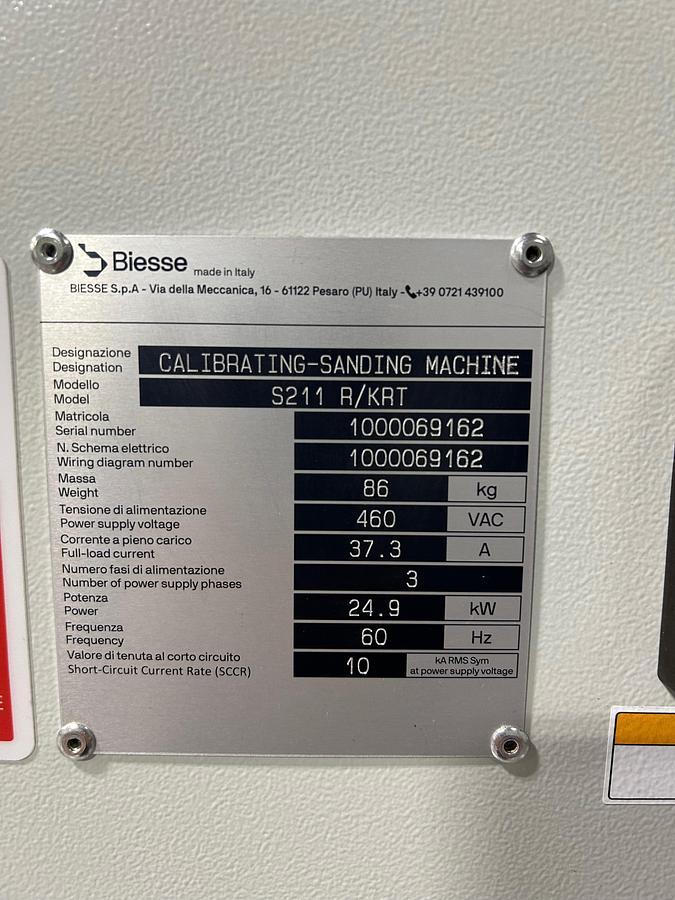 Biesse made in Italy
BIESSE S.p.A - Via della Meccanica, 16 - 61122 Pesaro (PU) Italy - +39 0721 439100
Designazione
Designation
CALIBRATING-SANDING MACHINE
Modello
Model
S211 R/KRT
Matricola
Serial number
1000069162
N. Schema elettrico
Wiring diagram number
1000069162
Massa
Weight
86 kg
Tensione di alimentazione
Power supply voltage
460 VAC
Corrente a pieno carico
Full-load current
37.3 A
Numero fasi di alimentazione
Number of power supply phases
3
Potenza
Power
24.9 kW
Frequenza
Frequency
60 Hz
Valore di tenuta al corto circuito
Short-Circuit Current Rate (SCCR)
10
kA RMS Sym
at power supply voltage